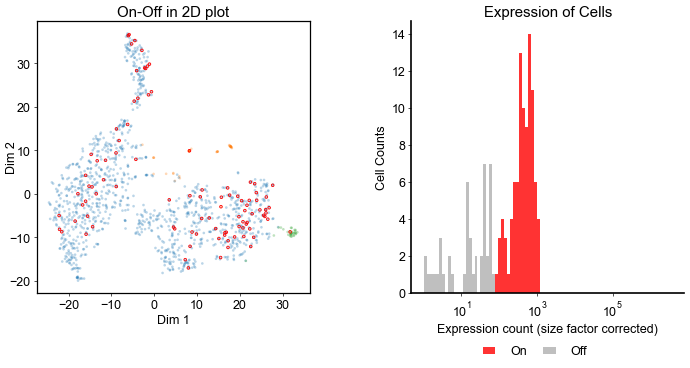 On-Off in 2D plot
30
20
10
0
−10
−20
Dim 2
−20 −10 0 10 20 30
Dim 1
Expression of Cells
14
12
10
8
6
4
2
0
Cell Counts
10^1 10^3 10^5
Expression count (size factor corrected)
On Off